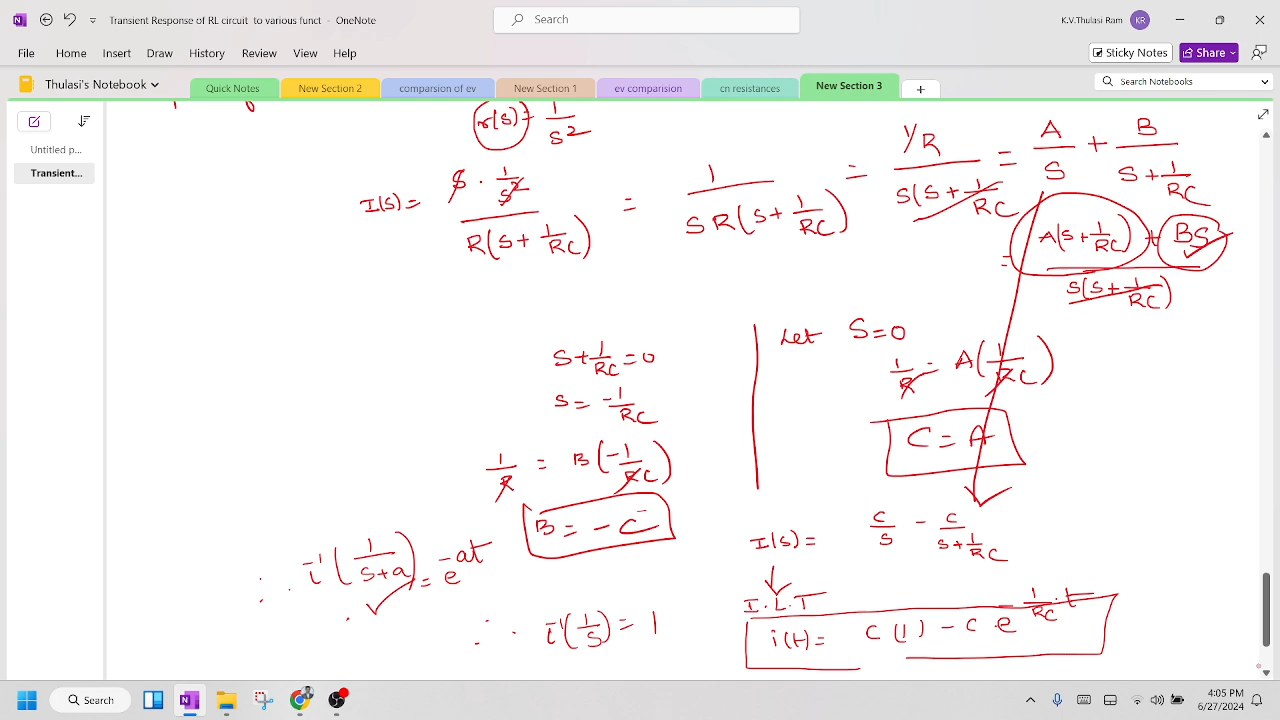 Transient Response of RL circuit to various funct - OneNote
Search
K.V.Thulasi Ram
KR
File Home Insert Draw History Review View Help
Sticky Notes
Share
Thulasi's Notebook
Quick Notes
New Section 2
comparsion of ev
New Section 1
ev comparision
cn resistances
New Section 3
+
Search Notebooks
Untitled p...
Transient...
r(s) = 1/S²
I(S) = (S · 1/S²) / (R(S + 1/RC)) = 1 / (S R(S + 1/RC)) = (1/R) / (S(S + 1/RC)) = A/S + B/(S + 1/RC)
= (A(S + 1/RC) + BS) / (S(S + 1/RC))
Let S = 0
1/R = A(1/RC)
C = A
S + 1/RC = 0
S = -1/RC
1/R = B(-1/RC)
B = -C
I(S) = C/S - C/(S + 1/RC)
∴ L⁻¹(1/(S+a)) = e^-at
I.L.T
∴ L⁻¹(1/S) = 1
i(t) = C(1) - C e^(-1/RC · t)
Search
4:05 PM
6/27/2024